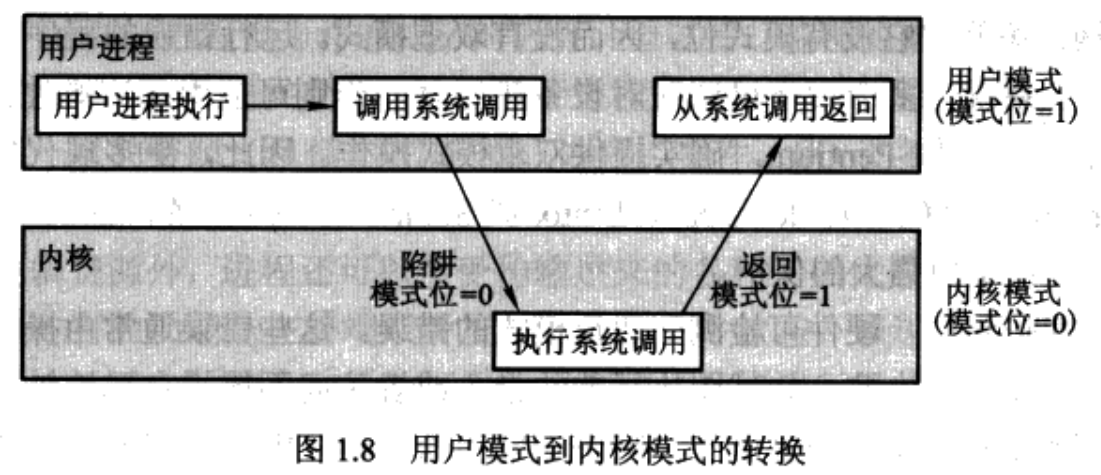 用户进程
用户进程执行
调用系统调用
从系统调用返回
用户模式
(模式位=1)
内核
陷阱
模式位=0
返回
模式位=1
执行系统调用
内核模式
(模式位=0)
图 1.8 用户模式到内核模式的转换